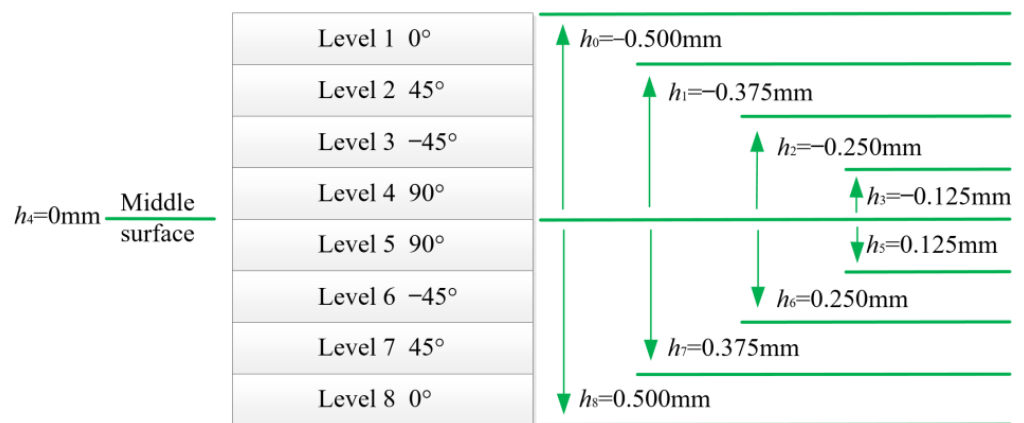 Level 1 0°
Level 2 45°
Level 3 −45°
Level 4 90°
Level 5 90°
Level 6 −45°
Level 7 45°
Level 8 0°
h₄=0mm
Middle
surface
h₀=−0.500mm
h₁=−0.375mm
h₂=−0.250mm
h₃=−0.125mm
h₅=0.125mm
h₆=0.250mm
h₇=0.375mm
h₈=0.500mm